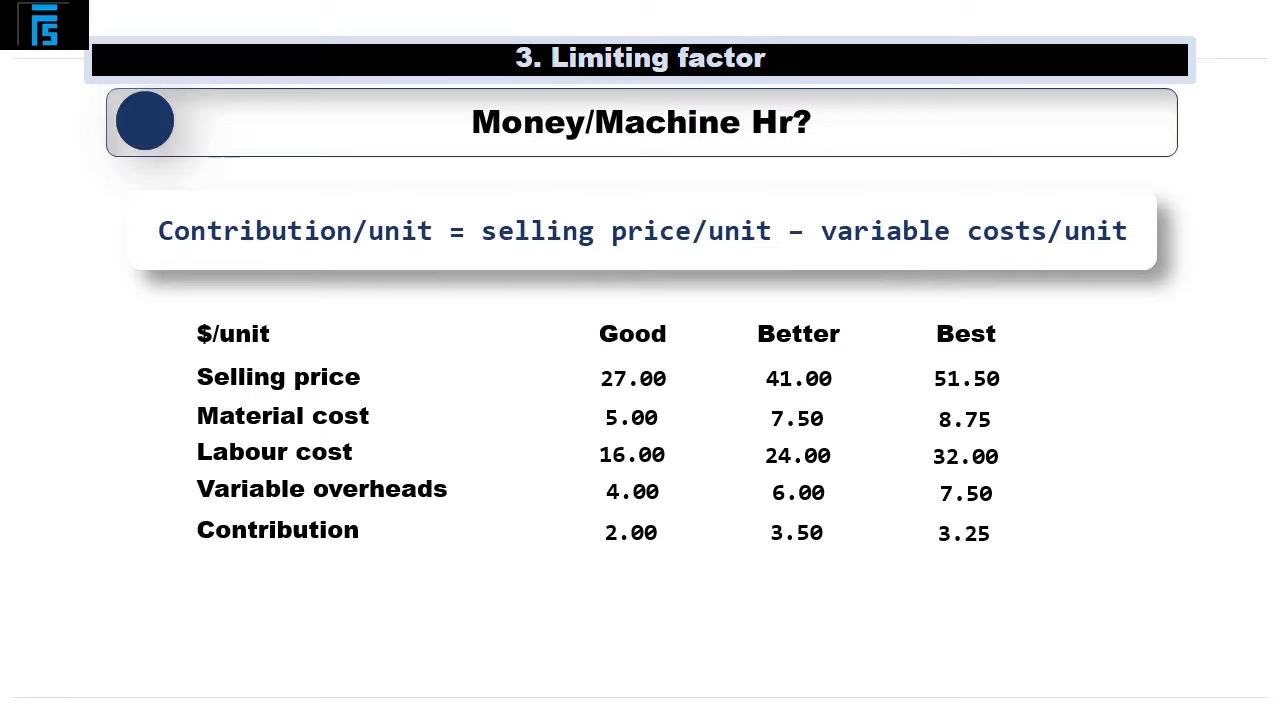 FS
3. Limiting factor
Money/Machine Hr?
Contribution/unit = selling price/unit – variable costs/unit
$/unit Good Better Best
Selling price 27.00 41.00 51.50
Material cost 5.00 7.50 8.75
Labour cost 16.00 24.00 32.00
Variable overheads 4.00 6.00 7.50
Contribution 2.00 3.50 3.25